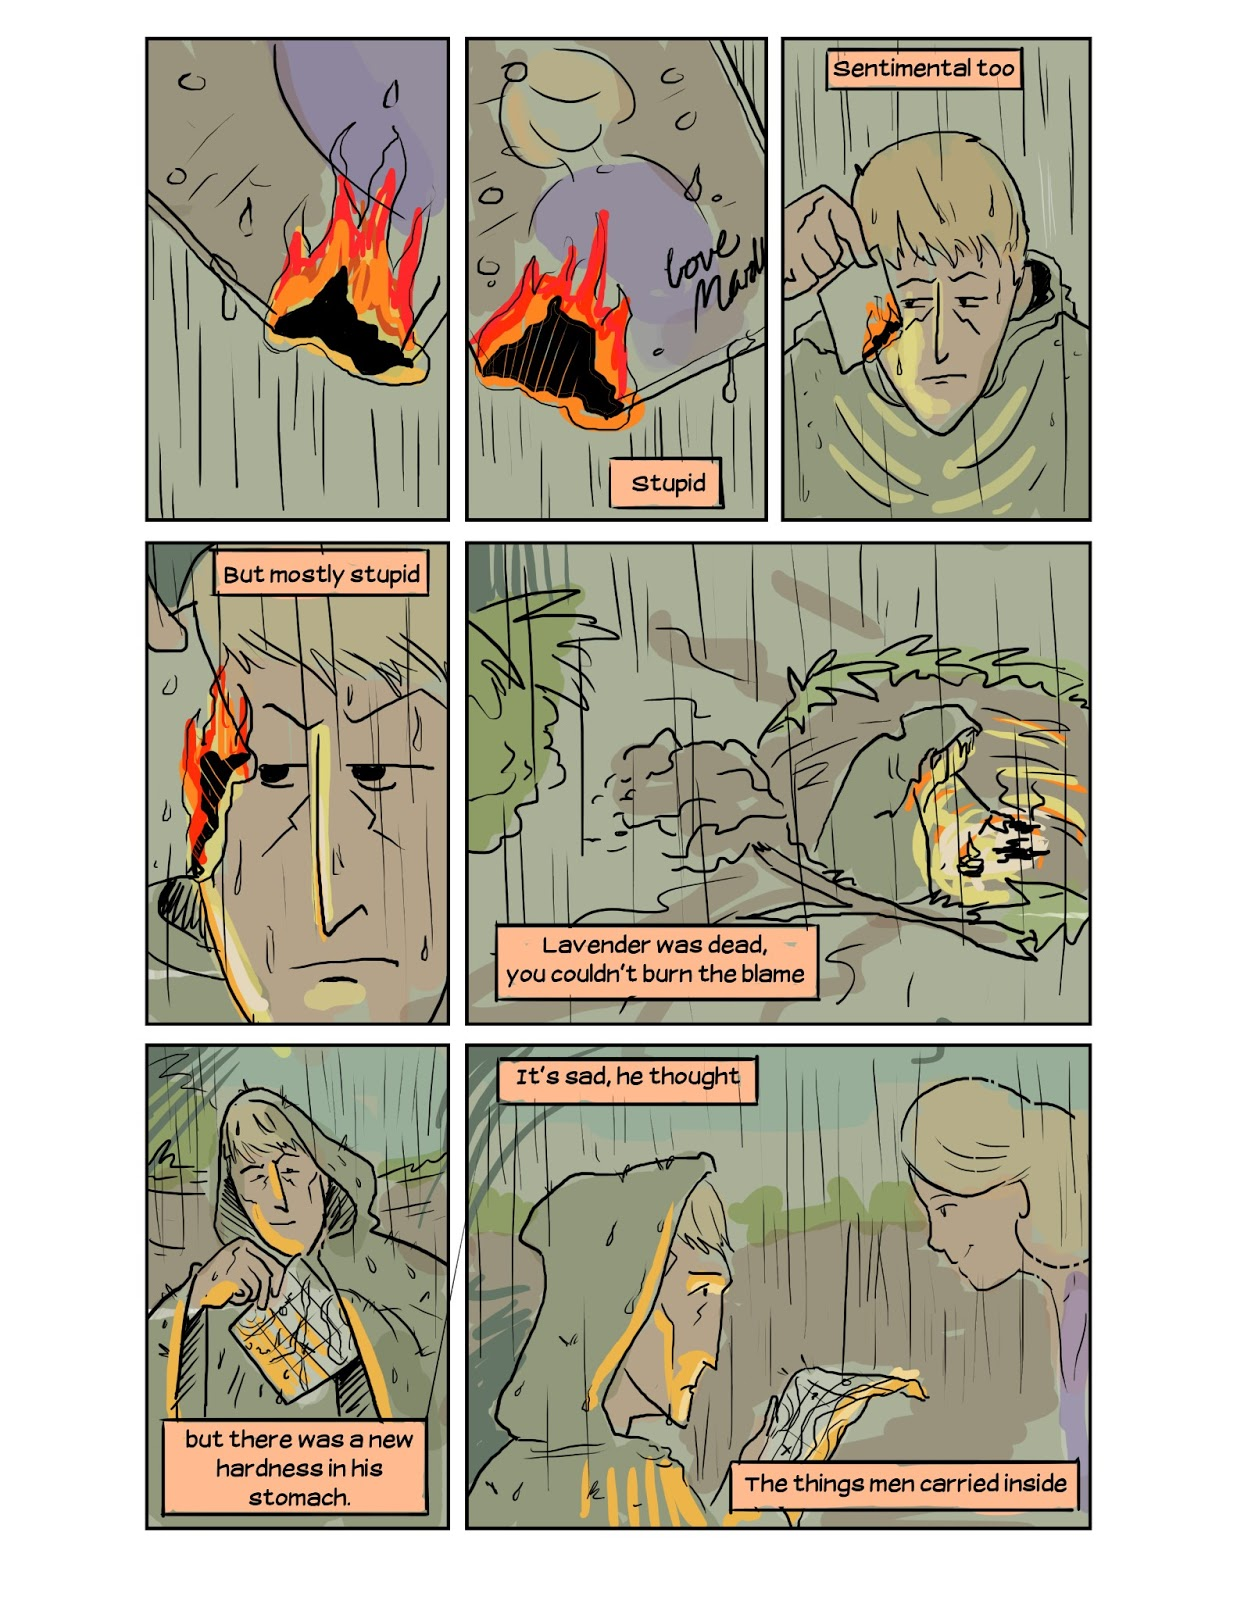 Love
Stupid
Sentimental too
But mostly stupid
Lavender was dead,
you couldn't burn the blame
but there was a new
hardness in his
stomach.
It's sad, he thought
The things men carried inside